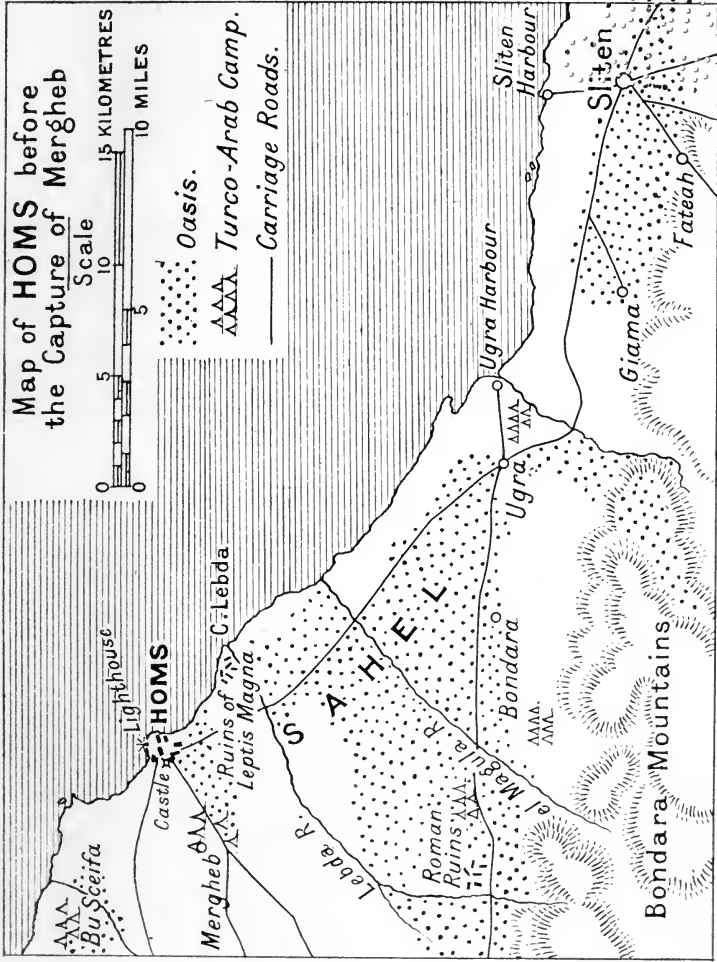 Map of HOMS before
the Capture of Mergheb
Scale
0 5 10 15 KILOMETRES
0 5 10 MILES
Oasis.
Turco-Arab Camp.
Carriage Roads.
Lighthouse
HOMS
Castle
C. Lebda
Ruins of
Leptis Magna
Bu Sceifa
Mergheb
Lebda R.
SAHEL
Roman
Ruins
el Magula R.
Bondara
Bondara Mountains
Ugra Harbour
Ugra
Sliten
Harbour
Sliten
Giama
Fateah